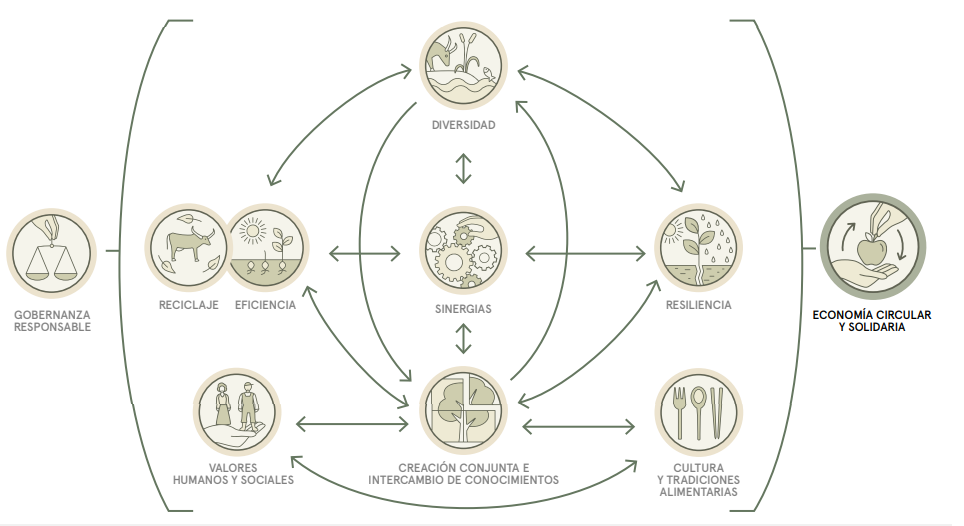 DIVERSIDAD
RECICLAJE
EFICIENCIA
SINERGIAS
RESILIENCIA
GOBERNANZA
RESPONSABLE
ECONOMÍA CIRCULAR
Y SOLIDARIA
VALORES
HUMANOS Y SOCIALES
CREACIÓN CONJUNTA E
INTERCAMBIO DE CONOCIMIENTOS
CULTURA
Y TRADICIONES
ALIMENTARIAS